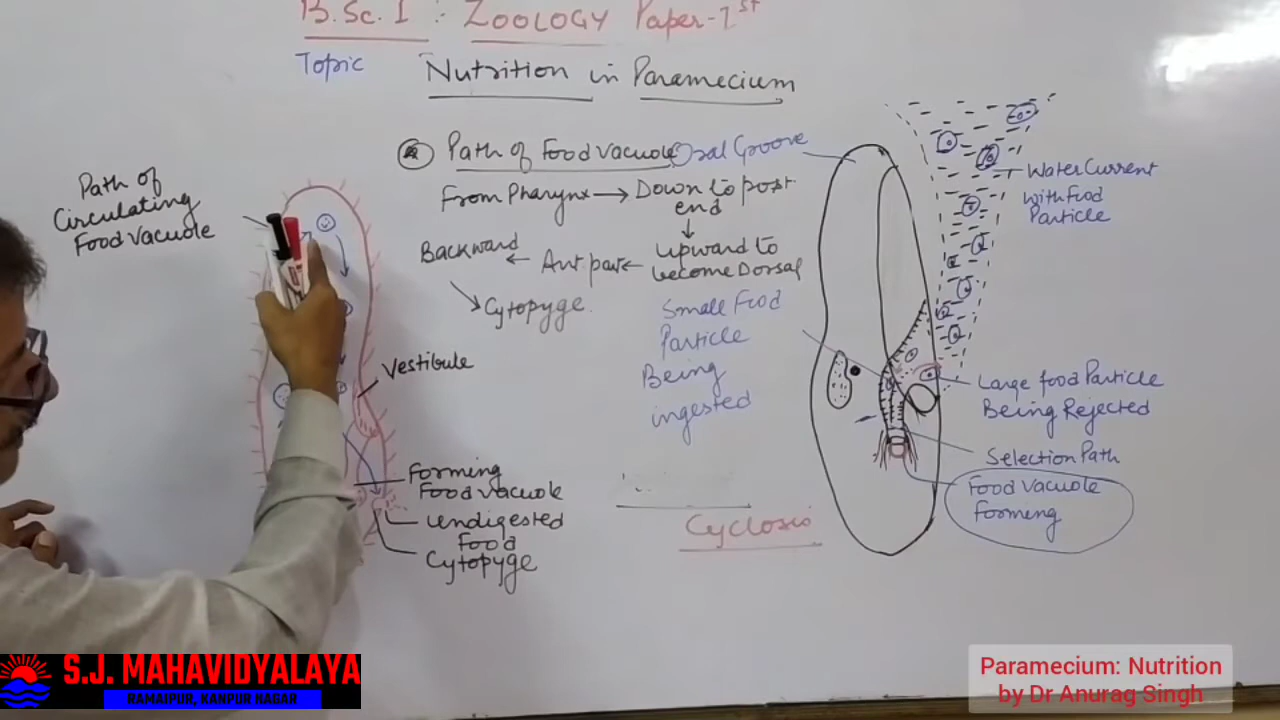 B.Sc. I : Zoology Paper-1st
Topic Nutrition in Paramecium
Path of Food Vacuole
From Pharynx → Down to post
end
↓
Upward to
become Dorsal
← Ant part
← Backward
Cytopyge
Path of
Circulating
Food Vacuole
Vestibule
Forming
Food Vacuole
Undigested
Food
Cytopyge
Oral Groove
Water Current
with Food
Particle
Small Food
Particle
Being
ingested
Large food Particle
Being Rejected
Selection Path
Food Vacuole
Forming
Cyclosis
S.J. MAHAVIDYALAYA
RAMAIPUR, KANPUR NAGAR
Paramecium: Nutrition
by Dr Anurag Singh